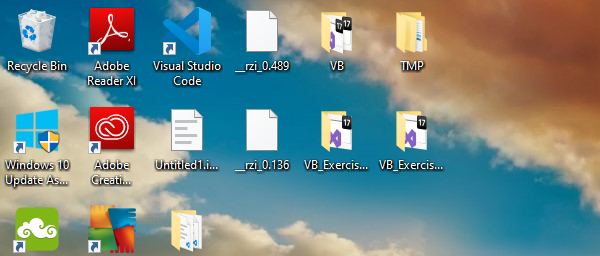 Recycle Bin
Adobe
Reader XI
Visual Studio
Code
__rzi_0.489
VB
TMP
17
Windows 10
Update As...
Adobe
Creati...
Untitled1.i...
__rzi_0.136
VB_Exercis...
VB_Exercis...
17
17